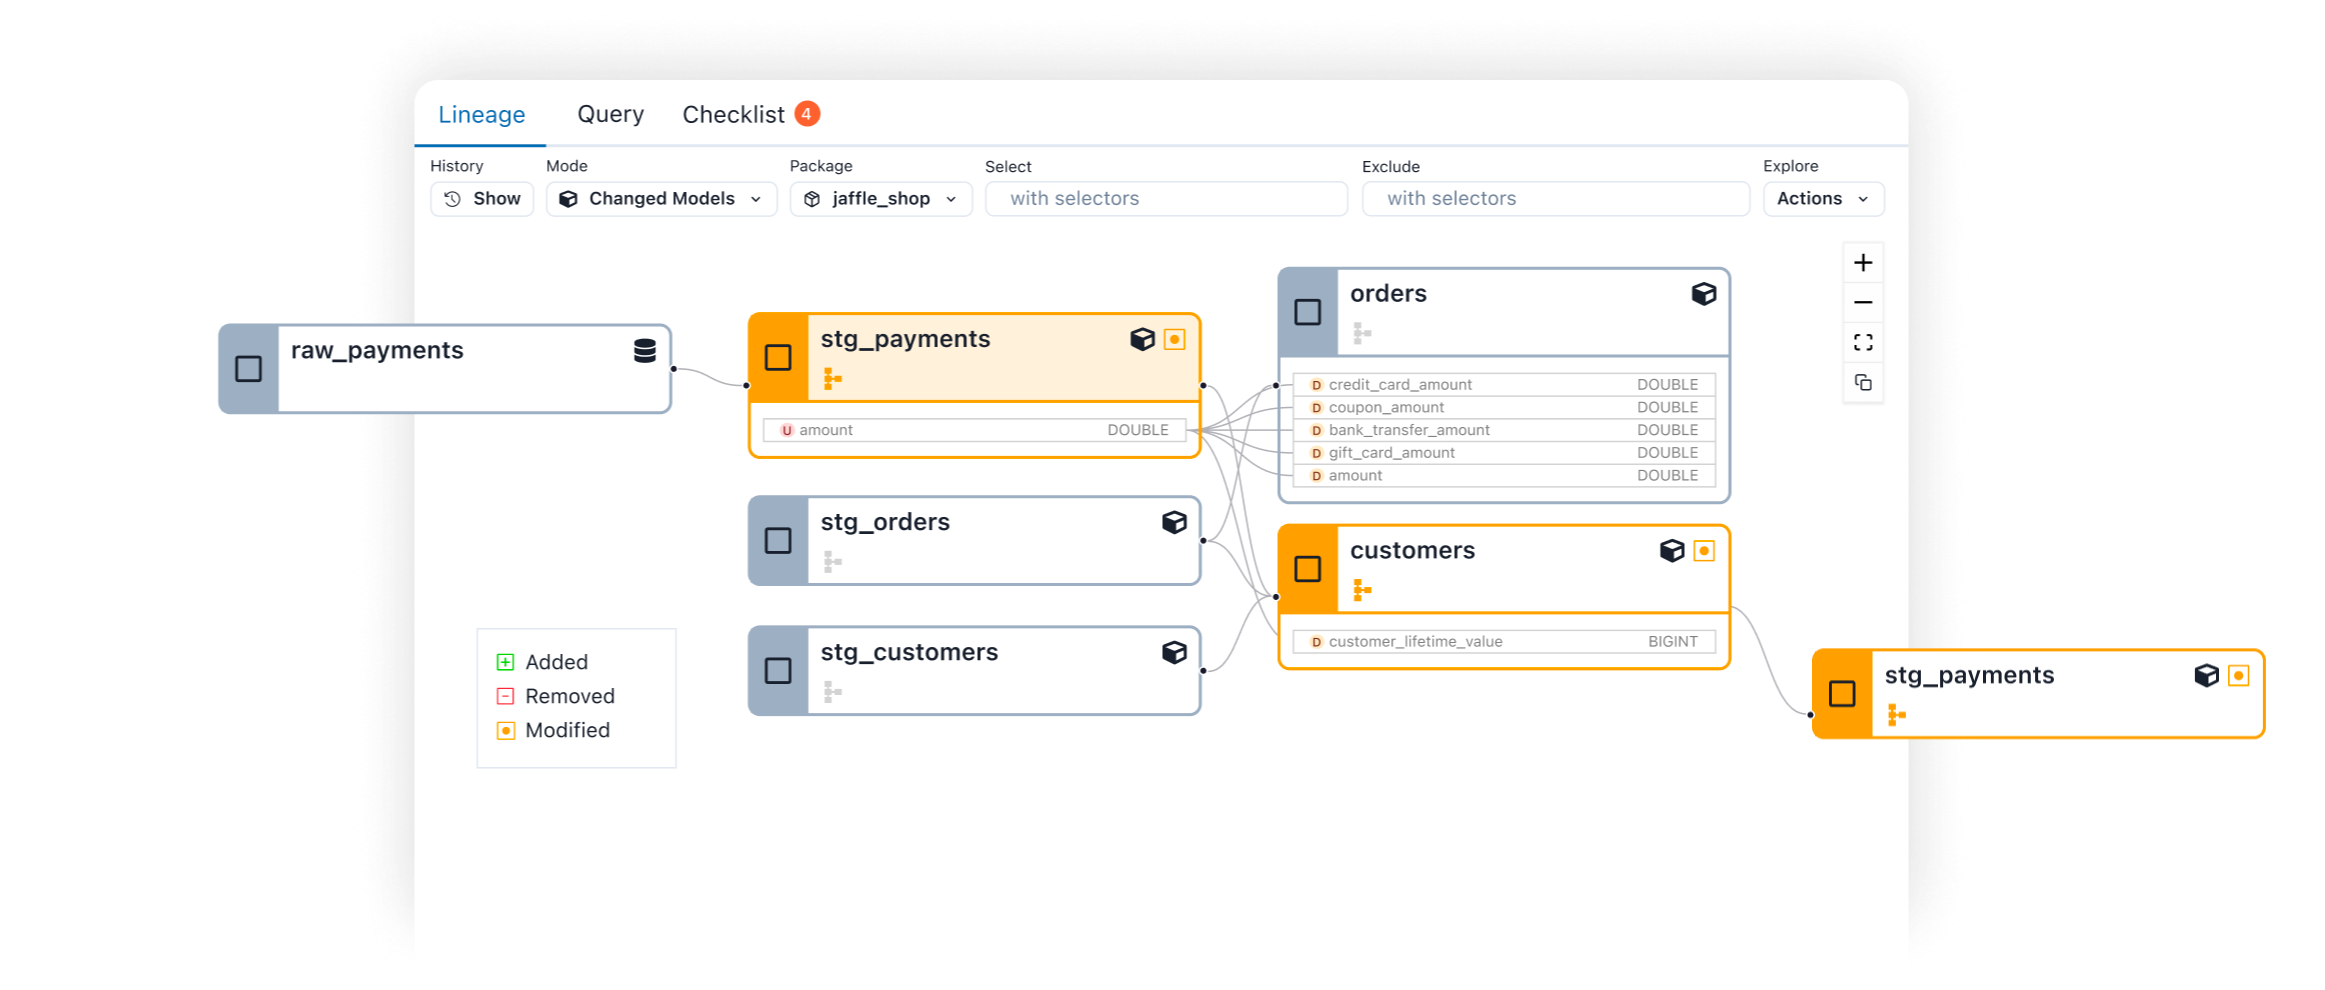 Lineage Query Checklist 4
History Mode Package Select Exclude Explore
Show Changed Models jaffle_shop with selectors with selectors Actions
raw_payments
stg_payments
U amount DOUBLE
stg_orders
stg_customers
orders
D credit_card_amount DOUBLE
D coupon_amount DOUBLE
D bank_transfer_amount DOUBLE
D gift_card_amount DOUBLE
D amount DOUBLE
customers
D customer_lifetime_value BIGINT
stg_payments
Added
Removed
Modified